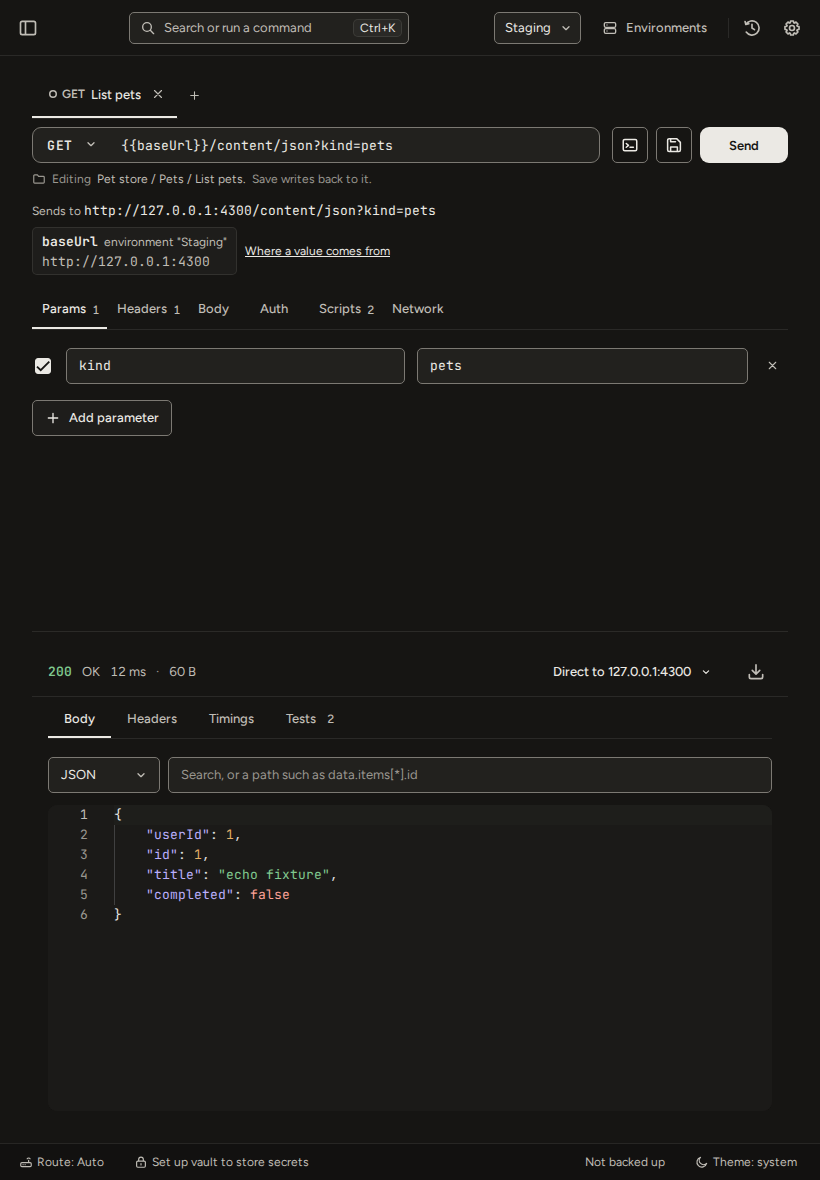 Search or run a command Ctrl+K Staging Environments
GET List pets
GET {{baseUrl}}/content/json?kind=pets Send
Editing Pet store / Pets / List pets. Save writes back to it.
Sends to http://127.0.0.1:4300/content/json?kind=pets
baseUrl environment "Staging"
http://127.0.0.1:4300
Where a value comes from
Params 1 Headers 1 Body Auth Scripts 2 Network
kind pets
Add parameter
200 OK 12 ms · 60 B Direct to 127.0.0.1:4300
Body Headers Timings Tests 2
JSON Search, or a path such as data.items[*].id
1 {
2 "userId": 1,
3 "id": 1,
4 "title": "echo fixture",
5 "completed": false
6 }
Route: Auto Set up vault to store secrets Not backed up Theme: system